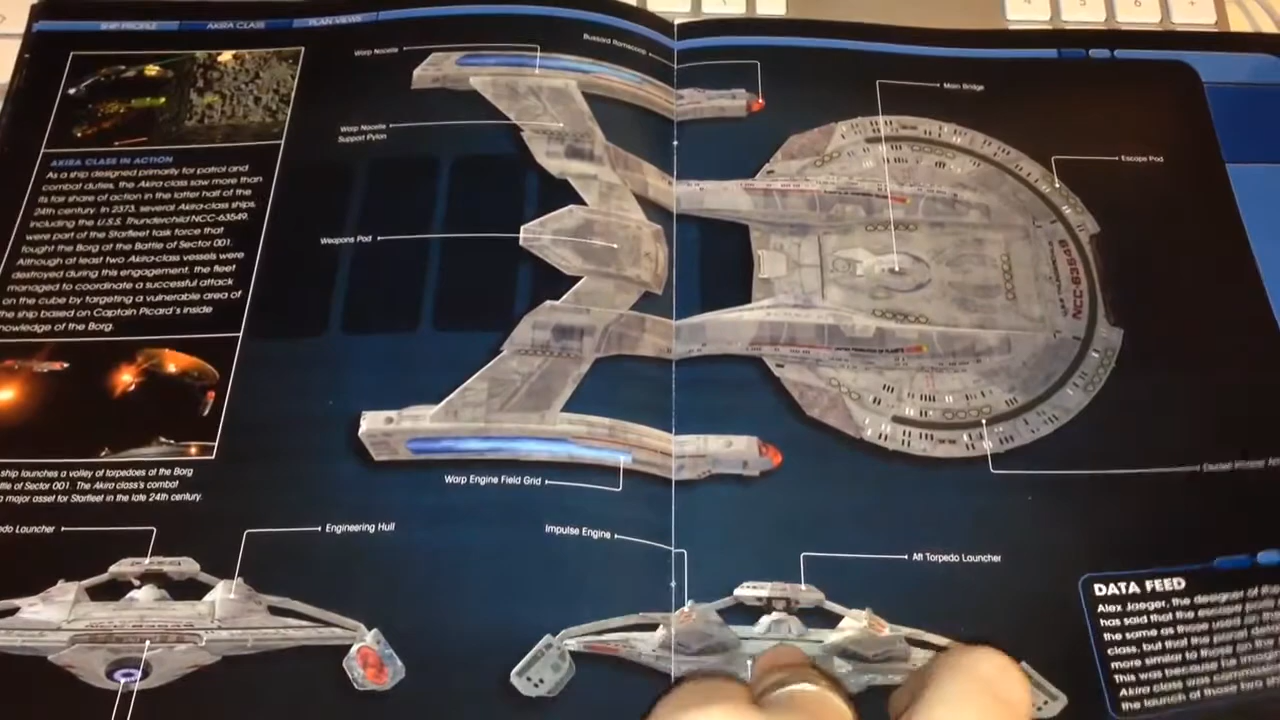 SHIP PROFILE
AKIRA CLASS
PLAN VIEWS
Warp Nacelle
Bussard Ramscoop
Main Bridge
Warp Nacelle
Support Pylon
Escape Pod
AKIRA CLASS IN ACTION
As a ship designed primarily for patrol and
combat duties, the Akira class saw more than
its fair share of action in the latter half of the
24th century. In 2373, several Akira-class ships,
including the U.S.S. Thunderchild NCC-63549,
were part of the Starfleet task force that
fought the Borg at the Battle of Sector 001.
Although at least two Akira-class vessels were
destroyed during this engagement, the fleet
managed to coordinate a successful attack
on the cube by targeting a vulnerable area of
the ship based on Captain Picard's inside
nowledge of the Borg.
Weapons Pod
NCC-63549
ship launches a volley of torpedoes at the Borg
ttle of Sector 001. The Akira class's combat
a major asset for Starfleet in the late 24th century.
Warp Engine Field Grid
edo Launcher
Engineering Hull
Impulse Engine
Aft Torpedo Launcher
DATA FEED
Alex Jaeger, the designer of the
has said that the escape pods
the same as those used on the
class, but that the
more similar to those on the
This was because he imagin
Akira class was commissio
the launch of those two sh